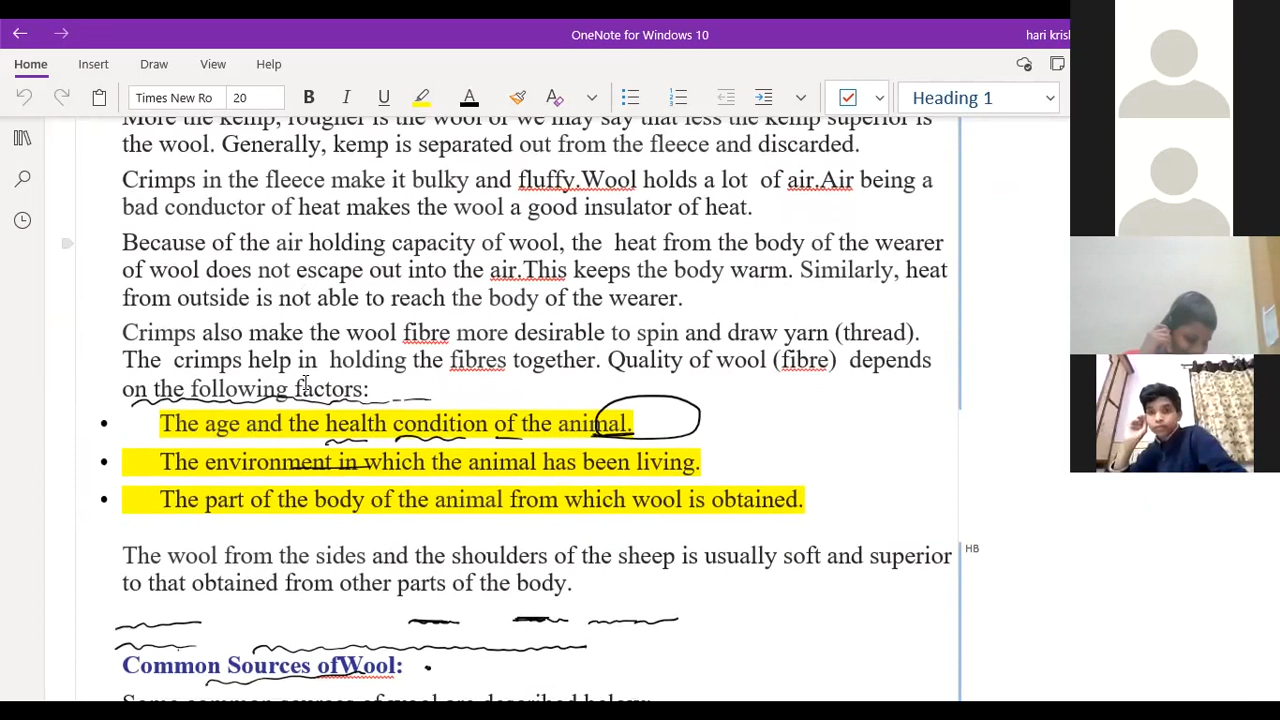 OneNote for Windows 10
hari krish
Home Insert Draw View Help
Times New Ro 20 B I U A Heading 1
More the kemp, rougher is the wool or we may say that less the kemp superior is
the wool. Generally, kemp is separated out from the fleece and discarded.
Crimps in the fleece make it bulky and fluffy.Wool holds a lot of air.Air being a
bad conductor of heat makes the wool a good insulator of heat.
Because of the air holding capacity of wool, the heat from the body of the wearer
of wool does not escape out into the air.This keeps the body warm. Similarly, heat
from outside is not able to reach the body of the wearer.
Crimps also make the wool fibre more desirable to spin and draw yarn (thread).
The crimps help in holding the fibres together. Quality of wool (fibre) depends
on the following factors:
• The age and the health condition of the animal.
• The environment in which the animal has been living.
• The part of the body of the animal from which wool is obtained.
The wool from the sides and the shoulders of the sheep is usually soft and superior
HB
to that obtained from other parts of the body.
Common Sources ofWool:
Some common sources of wool are described below: